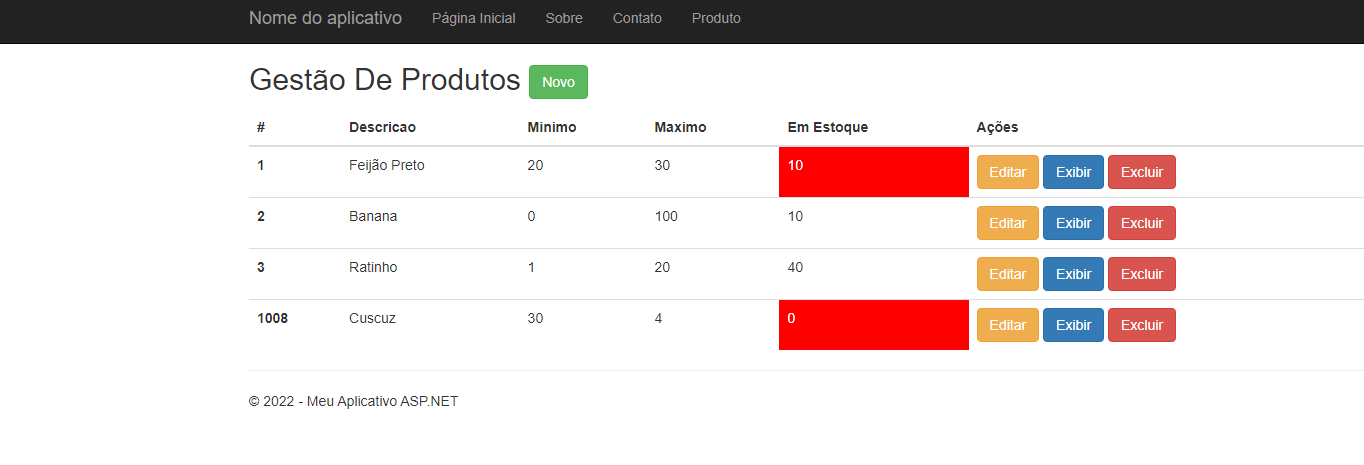 Nome do aplicativo Página Inicial Sobre Contato Produto
Gestão De Produtos Novo
# Descricao Minimo Maximo Em Estoque Ações
1 Feijão Preto 20 30 10 Editar Exibir Excluir
2 Banana 0 100 10 Editar Exibir Excluir
3 Ratinho 1 20 40 Editar Exibir Excluir
1008 Cuscuz 30 4 0 Editar Exibir Excluir
© 2022 - Meu Aplicativo ASP.NET